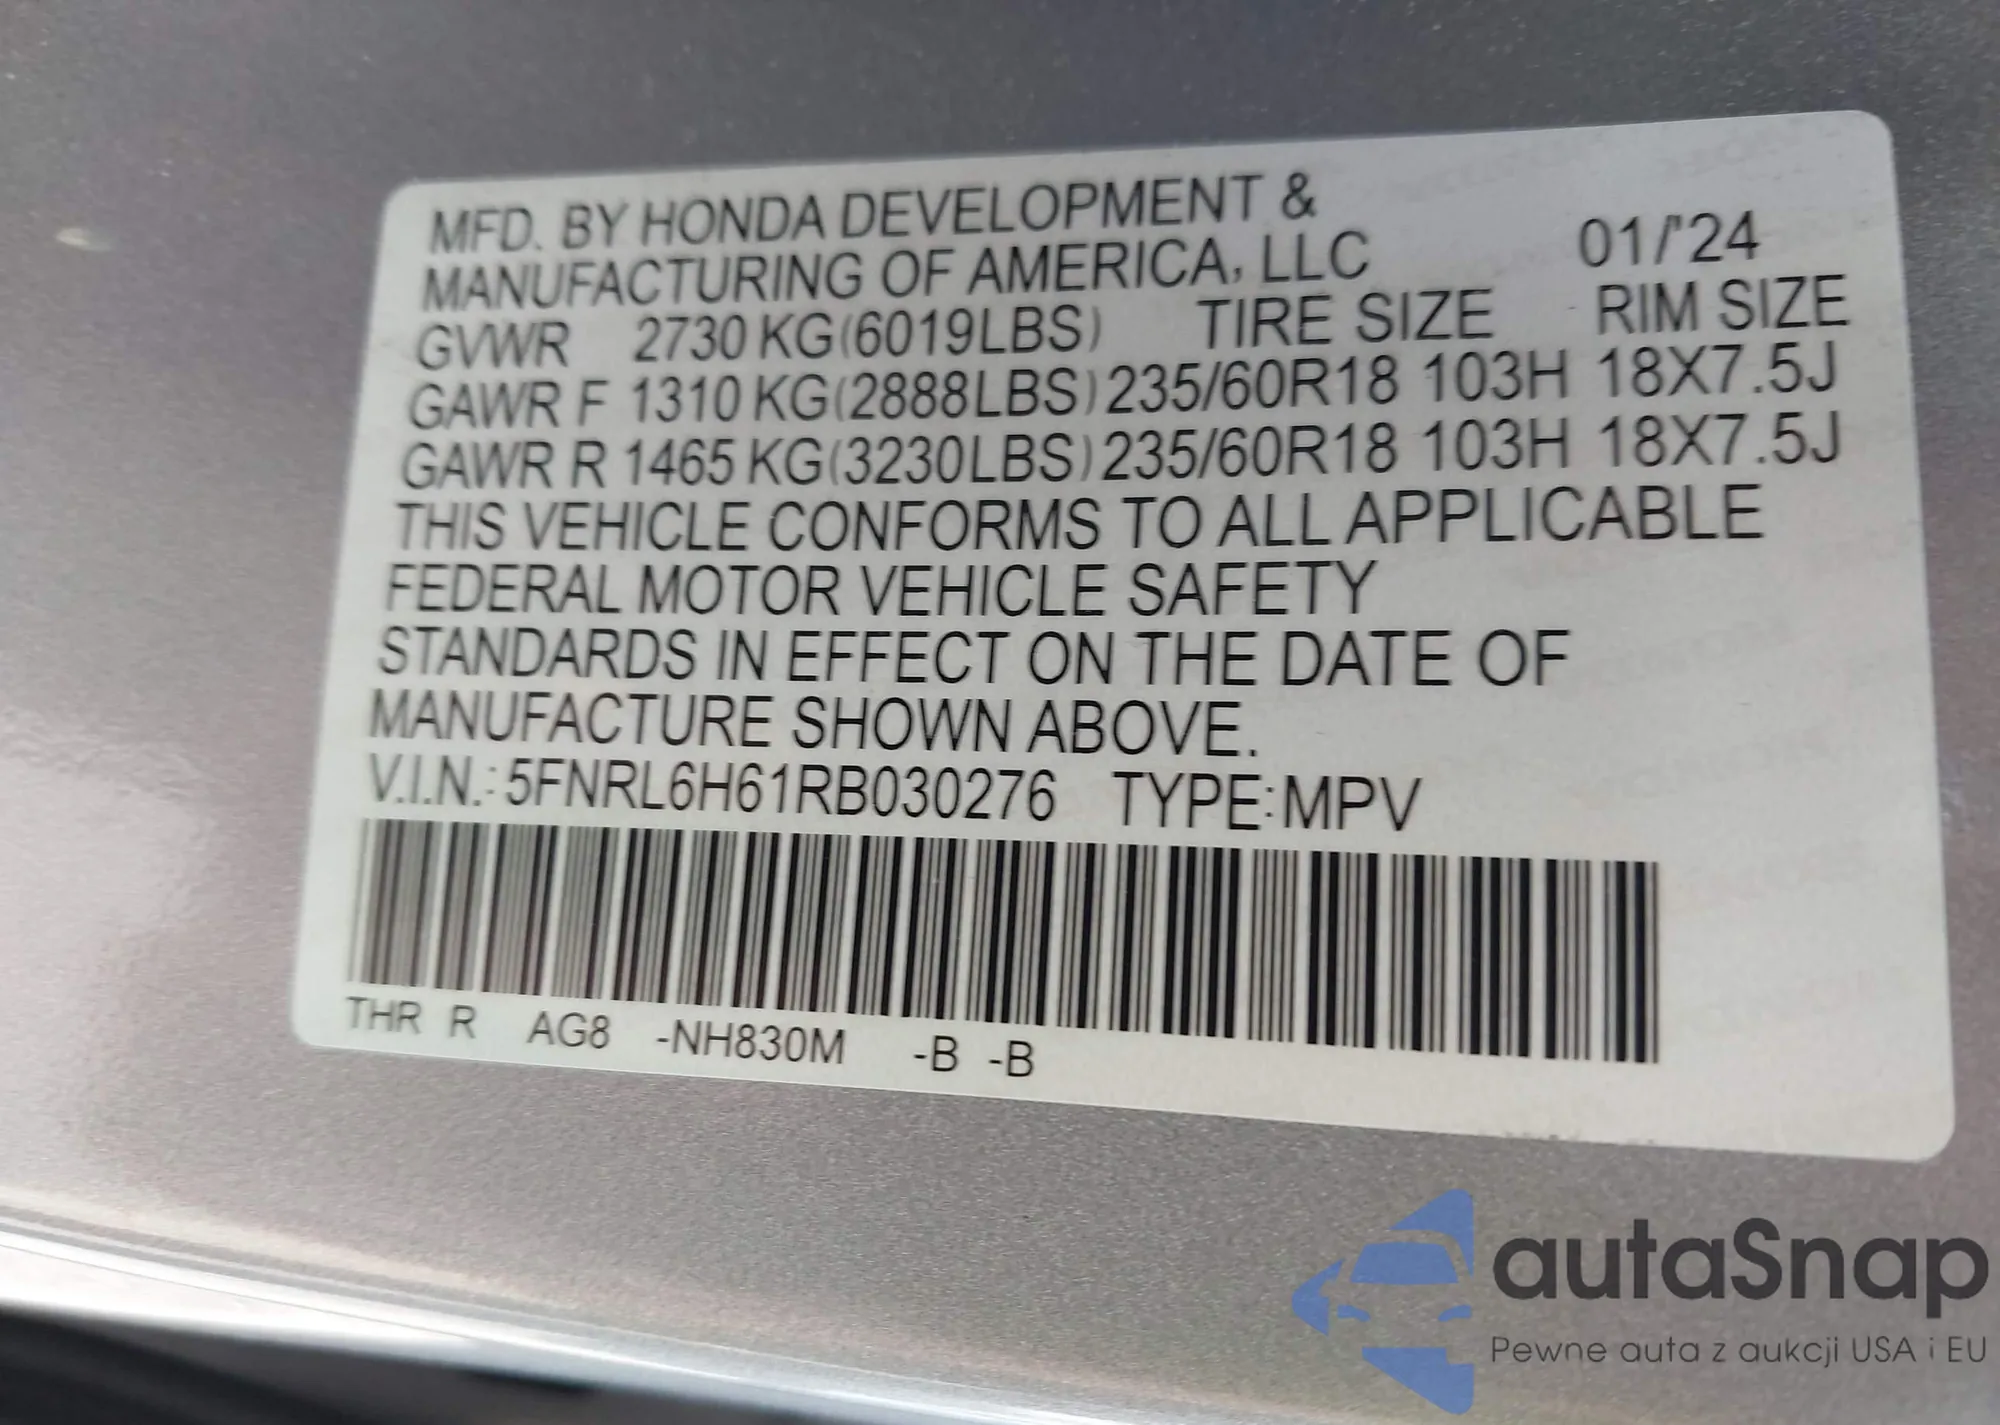 MFD. BY HONDA DEVELOPMENT &
MANUFACTURING OF AMERICA, LLC 01/'24
GVWR 2730 KG(6019LBS) TIRE SIZE RIM SIZE
GAWR F 1310 KG(2888LBS) 235/60R18 103H 18X7.5J
GAWR R 1465 KG(3230LBS) 235/60R18 103H 18X7.5J
THIS VEHICLE CONFORMS TO ALL APPLICABLE
FEDERAL MOTOR VEHICLE SAFETY
STANDARDS IN EFFECT ON THE DATE OF
MANUFACTURE SHOWN ABOVE.
V.I.N.: 5FNRL6H61RB030276 TYPE: MPV
THR R AG8 -NH830M -B -B
autaSnap
Pewne auta z aukcji USA i EU